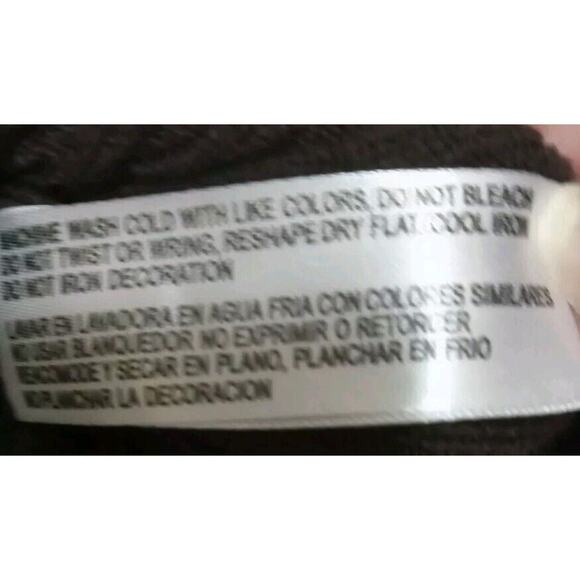 MACHINE WASH COLD WITH LIKE COLORS, DO NOT BLEACH
DO NOT TWIST OR WRING, RESHAPE DRY FLAT, COOL IRON
DO NOT IRON DECORATION
LAVAR EN LAVADORA EN AGUA FRIA CON COLORES SIMILARES
NO USAR BLANQUEDOR NO EXPRIMIR O RETORCER
REACOMODE Y SECAR EN PLANO, PLANCHAR EN FRIO
NO PLANCHAR LA DECORACION